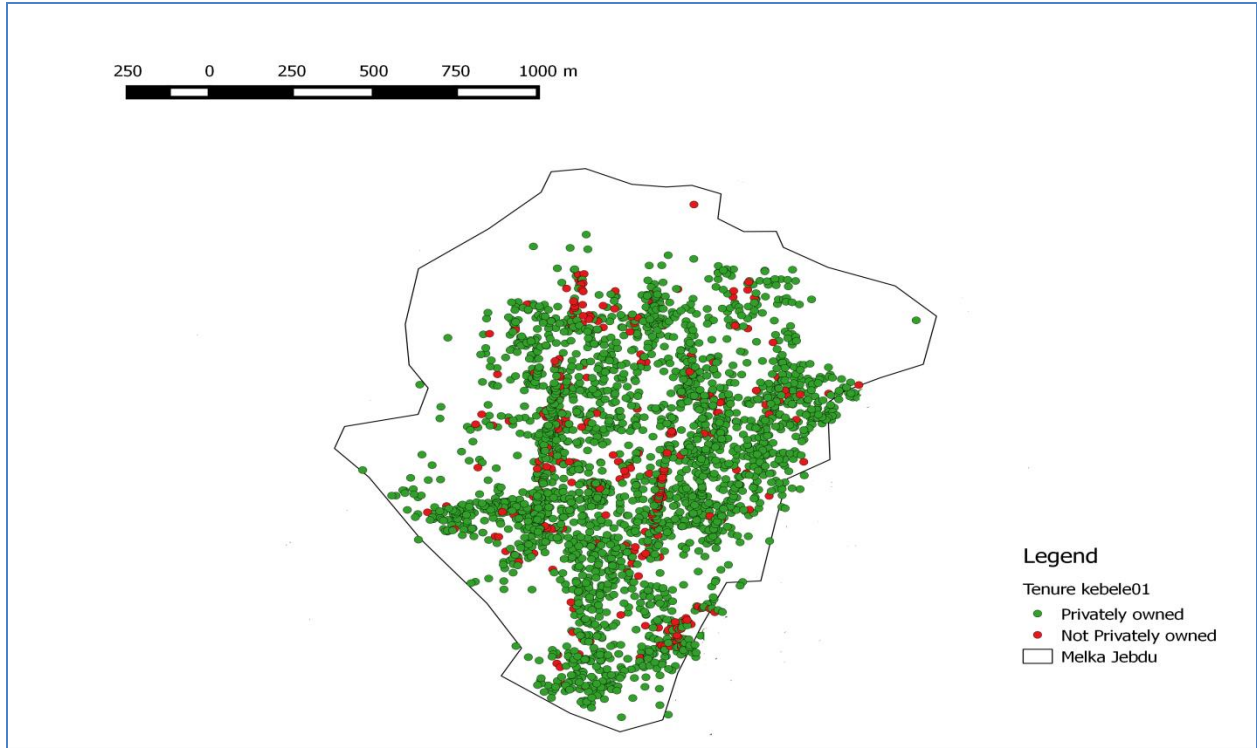 250 0 250 500 750 1000 m
Legend
Tenure kebele01
Privately owned
Not Privately owned
Melka Jebdu